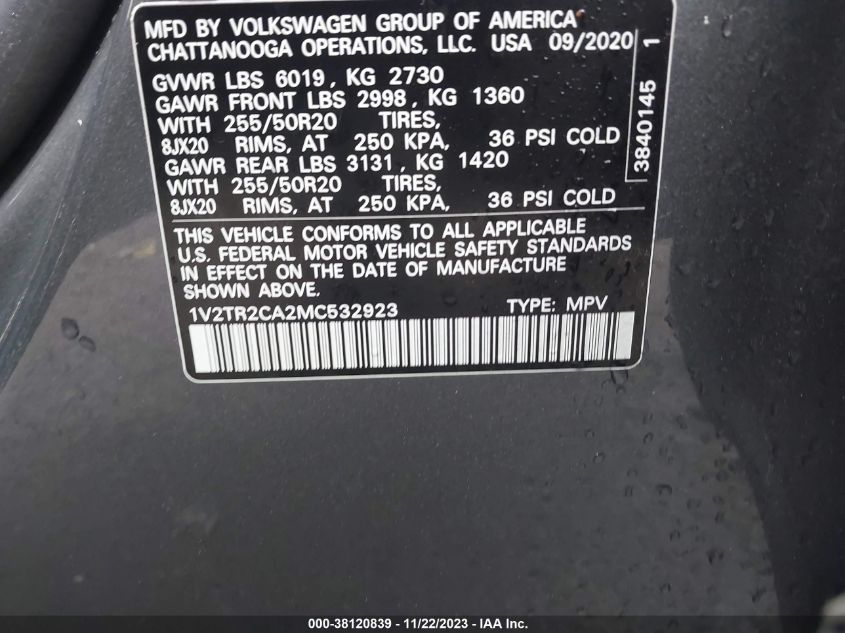 MFD BY VOLKSWAGEN GROUP OF AMERICA
CHATTANOOGA OPERATIONS, LLC. USA 09/2020
GVWR LBS 6019, KG 2730
GAWR FRONT LBS 2998, KG 1360
WITH 255/50R20 TIRES,
8JX20 RIMS, AT 250 KPA, 36 PSI COLD
GAWR REAR LBS 3131, KG 1420
WITH 255/50R20 TIRES,
8JX20 RIMS, AT 250 KPA, 36 PSI COLD
THIS VEHICLE CONFORMS TO ALL APPLICABLE
U.S. FEDERAL MOTOR VEHICLE SAFETY STANDARDS
IN EFFECT ON THE DATE OF MANUFACTURE
SHOWN ABOVE.
1V2TR2CA2MC532923 TYPE: MPV
3840145 1
000-38120839 - 11/22/2023 - IAA Inc.